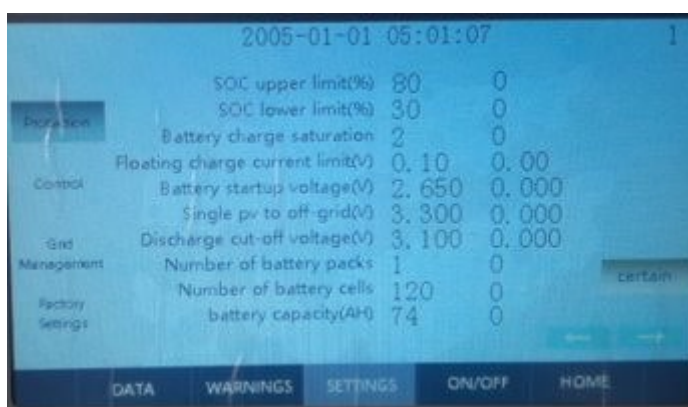 2005-01-01 05:01:07 1
SOC upper limit(%) 80 0
SOC lower limit(%) 30 0
Protection
Battery charge saturation 2 0
Floating charge current limit(V) 0.10 0.00
Control
Battery startup voltage(V) 2.650 0.000
Single pv to off-grid(V) 3.300 0.000
Discharge cut-off voltage(V) 3.100 0.000
Grid
Management
Number of battery packs 1 0
certain
Number of battery cells 120 0
Factory
Settings
battery capacity(AH) 74 0
← →
DATA WARNINGS SETTINGS ON/OFF HOME